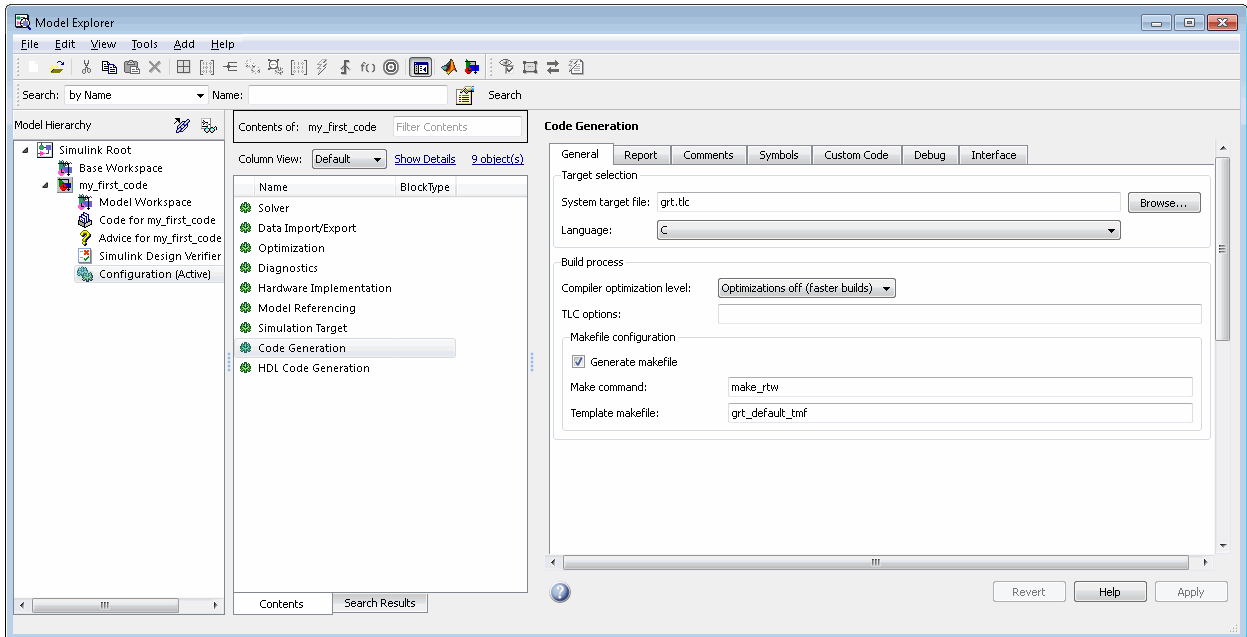 Model Explorer
File Edit View Tools Add Help
f()
Search: by Name Name: Search
Model Hierarchy
Simulink Root
Base Workspace
my_first_code
Model Workspace
Code for my_first_code
Advice for my_first_code
Simulink Design Verifier
Configuration (Active)
Contents of: my_first_code Filter Contents
Column View: Default Show Details 9 object(s)
Name BlockType
Solver
Data Import/Export
Optimization
Diagnostics
Hardware Implementation
Model Referencing
Simulation Target
Code Generation
HDL Code Generation
Contents Search Results
Code Generation
General Report Comments Symbols Custom Code Debug Interface
Target selection
System target file: grt.tlc Browse...
Language: C
Build process
Compiler optimization level: Optimizations off (faster builds)
TLC options:
Makefile configuration
Generate makefile
Make command: make_rtw
Template makefile: grt_default_tmf
Revert Help Apply